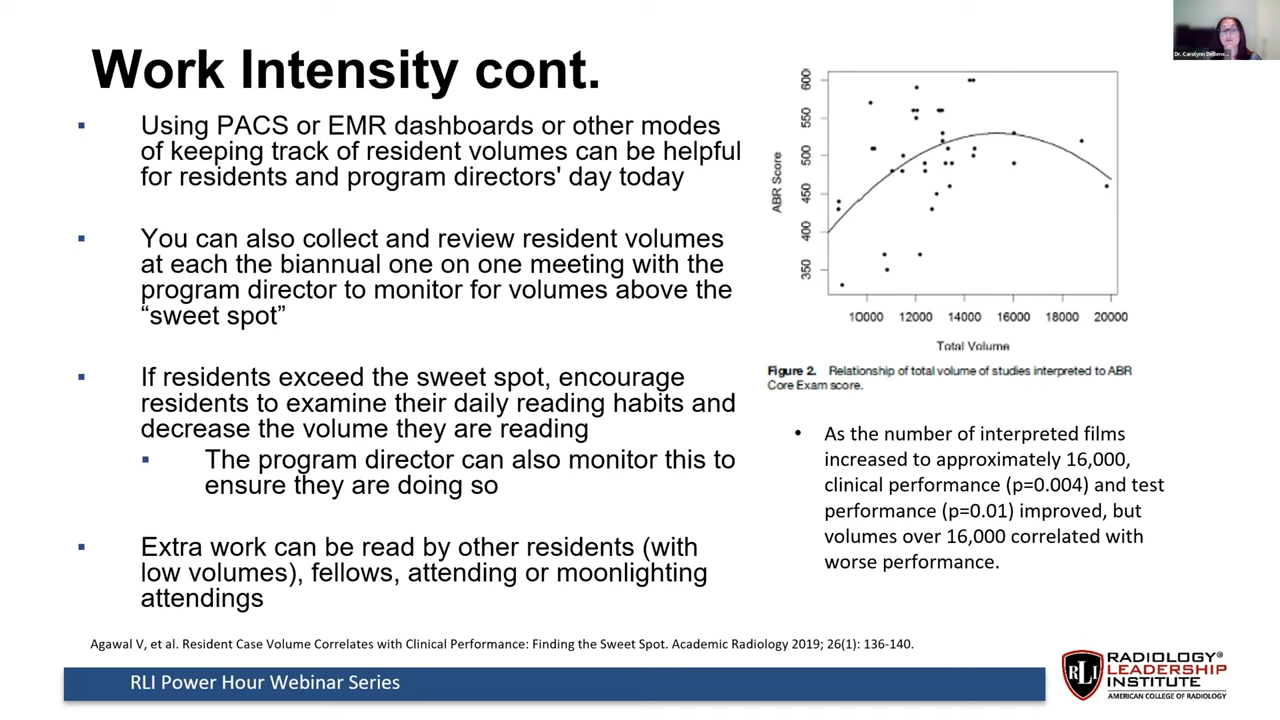 Work Intensity cont.
Using PACS or EMR dashboards or other modes
of keeping track of resident volumes can be helpful
for residents and program directors' day today
You can also collect and review resident volumes
at each the biannual one on one meeting with the
program director to monitor for volumes above the
“sweet spot”
If residents exceed the sweet spot, encourage
residents to examine their daily reading habits and
decrease the volume they are reading
The program director can also monitor this to
ensure they are doing so
Extra work can be read by other residents (with
low volumes), fellows, attending or moonlighting
attendings
Dr. Carolynn DeBene...
ABR Score
600
550
500
450
400
350
10000 12000 14000 16000 18000 20000
Total Volume
Figure 2. Relationship of total volume of studies interpreted to ABR
Core Exam score.
As the number of interpreted films
increased to approximately 16,000,
clinical performance (p=0.004) and test
performance (p=0.01) improved, but
volumes over 16,000 correlated with
worse performance.
Agawal V, et al. Resident Case Volume Correlates with Clinical Performance: Finding the Sweet Spot. Academic Radiology 2019; 26(1): 136-140.
RLI Power Hour Webinar Series
RLI
RADIOLOGY®
LEADERSHIP
INSTITUTE
AMERICAN COLLEGE OF RADIOLOGY